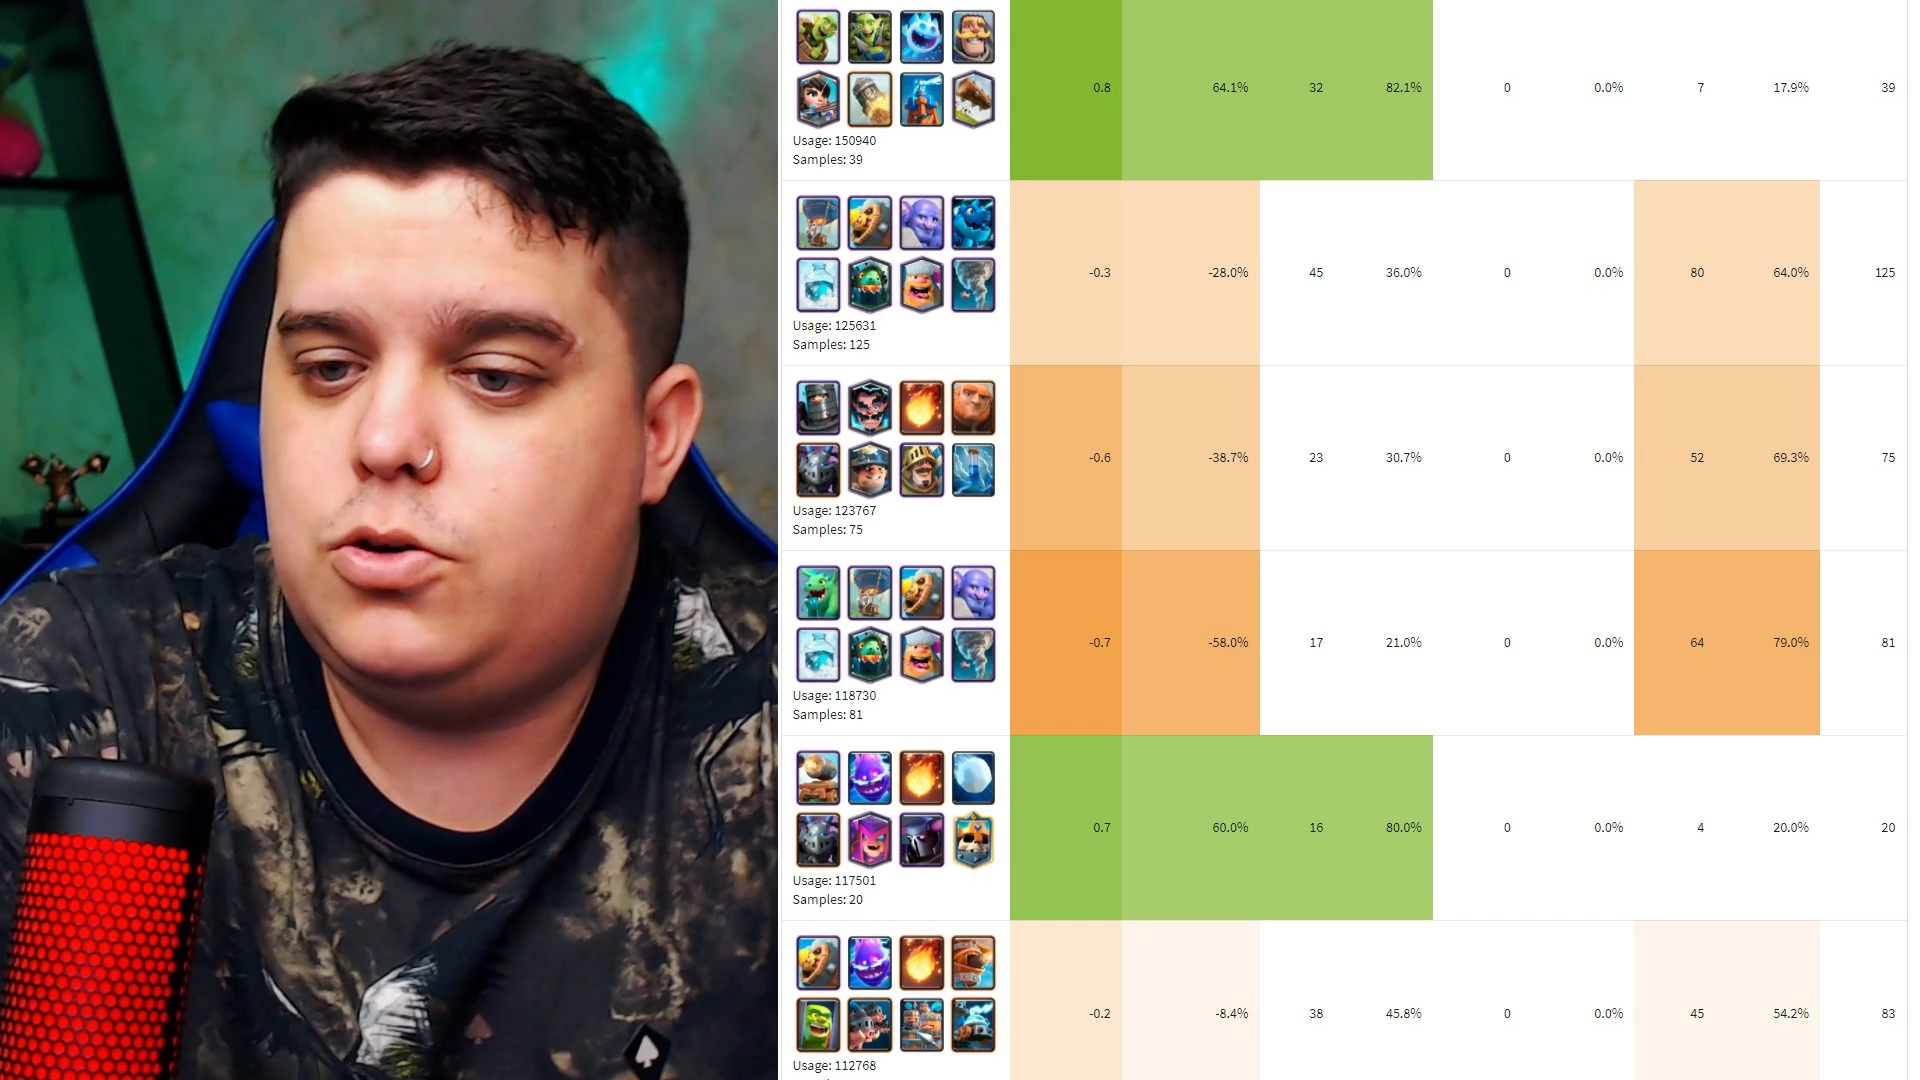 0.8 64.1% 32 82.1% 0 0.0% 7 17.9% 39
Usage: 150940
Samples: 39
-0.3 -28.0% 45 36.0% 0 0.0% 80 64.0% 125
Usage: 125631
Samples: 125
-0.6 -38.7% 23 30.7% 0 0.0% 52 69.3% 75
Usage: 123767
Samples: 75
-0.7 -58.0% 17 21.0% 0 0.0% 64 79.0% 81
Usage: 118730
Samples: 81
0.7 60.0% 16 80.0% 0 0.0% 4 20.0% 20
Usage: 117501
Samples: 20
-0.2 -8.4% 38 45.8% 0 0.0% 45 54.2% 83
Usage: 112768